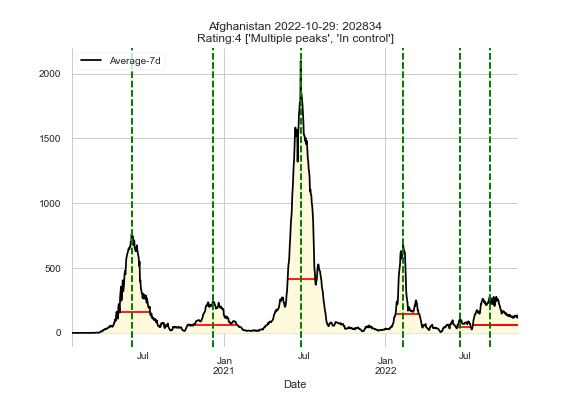 Afghanistan 2022-10-29: 202834
Rating:4 ['Multiple peaks', 'In control']
Average-7d
2000
1500
1000
500
0
Jul
Jan
2021
Jul
Jan
2022
Jul
Date